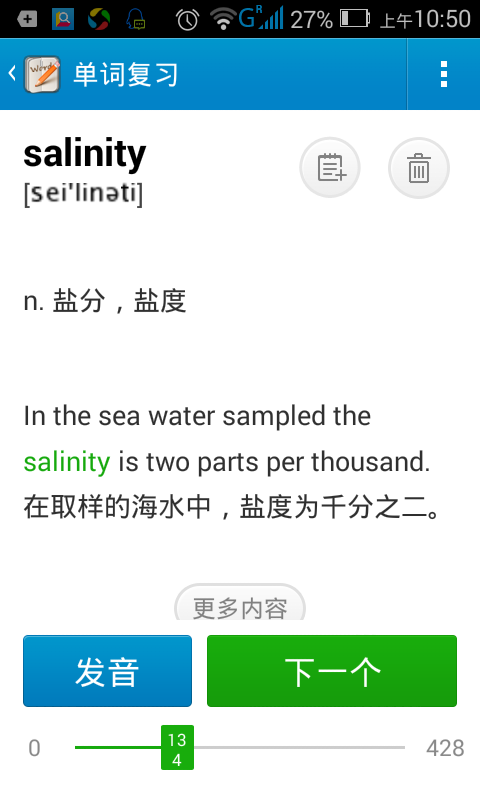 27% 上午10:50
单词复习
salinity
[sei'linəti]
n. 盐分，盐度
In the sea water sampled the
salinity is two parts per thousand.
在取样的海水中，盐度为千分之二。
更多内容
发音 下一个
0 134 428